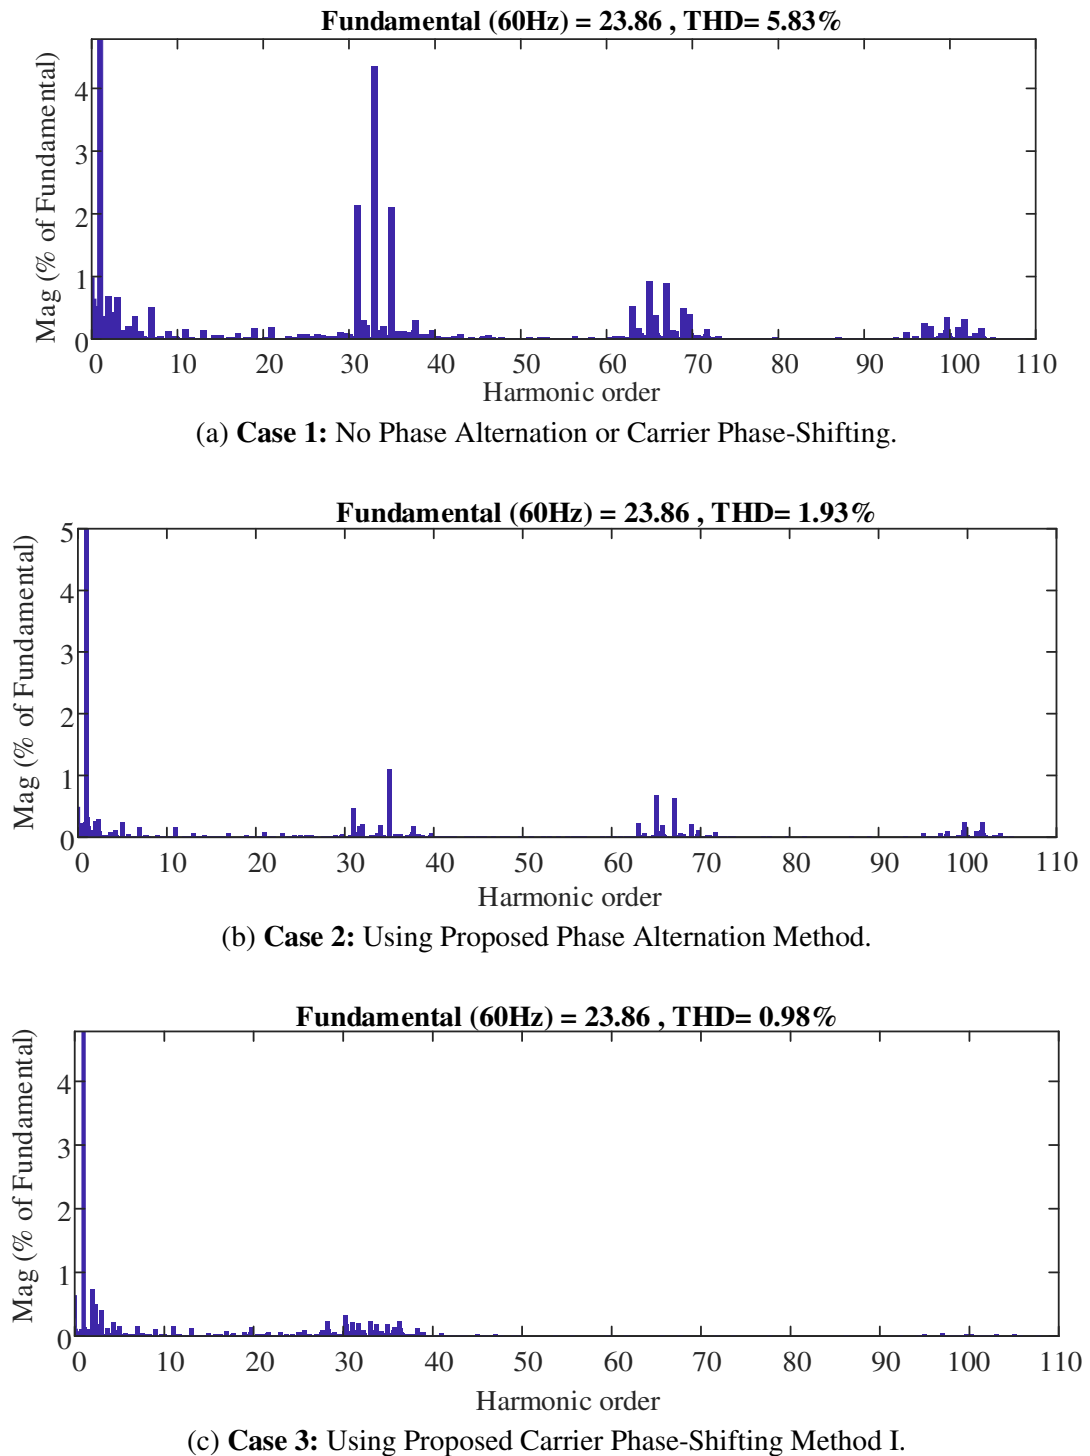 Fundamental (60Hz) = 23.86 , THD= 5.83%
Mag (% of Fundamental)
4
3
2
1
0
0 10 20 30 40 50 60 70 80 90 100 110
Harmonic order
(a) Case 1: No Phase Alternation or Carrier Phase-Shifting.
Fundamental (60Hz) = 23.86 , THD= 1.93%
Mag (% of Fundamental)
5
4
3
2
1
0
0 10 20 30 40 50 60 70 80 90 100 110
Harmonic order
(b) Case 2: Using Proposed Phase Alternation Method.
Fundamental (60Hz) = 23.86 , THD= 0.98%
Mag (% of Fundamental)
4
3
2
1
0
0 10 20 30 40 50 60 70 80 90 100 110
Harmonic order
(c) Case 3: Using Proposed Carrier Phase-Shifting Method I.